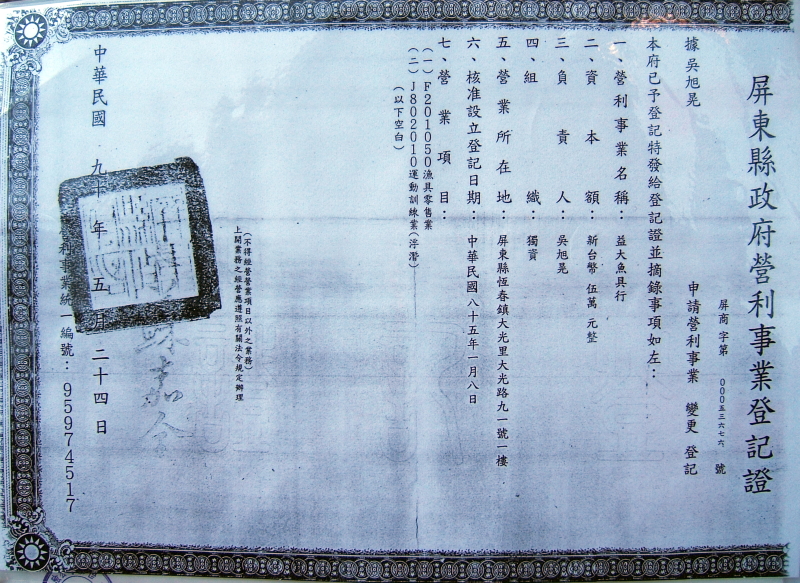 屏東縣政府營利事業登記證
屏商字第 000五三六七六 號
據吳旭晃 申請營利事業 變更 登記
本府已予登記特發給登記證並摘錄事項如左：
一、營利事業名稱：益大魚具行
二、資本額：新台幣 伍萬 元整
三、負責人：吳旭晃
四、組織：獨資
五、營業所在地：屏東縣恆春鎮大光里大光路九一號一樓
六、核准設立登記日期：中華民國八十五年一月八日
七、營業項目：
(一)F201050漁具零售業
(二)J802010運動訓練業(浮潛)
(以下空白)
(不得經營營業項目以外之業務)
上開業務之經營應遵照有關法令規定辦理
蘇嘉全
中華民國 九十 年 五 月 二十四日
利事業統一編號：95974517